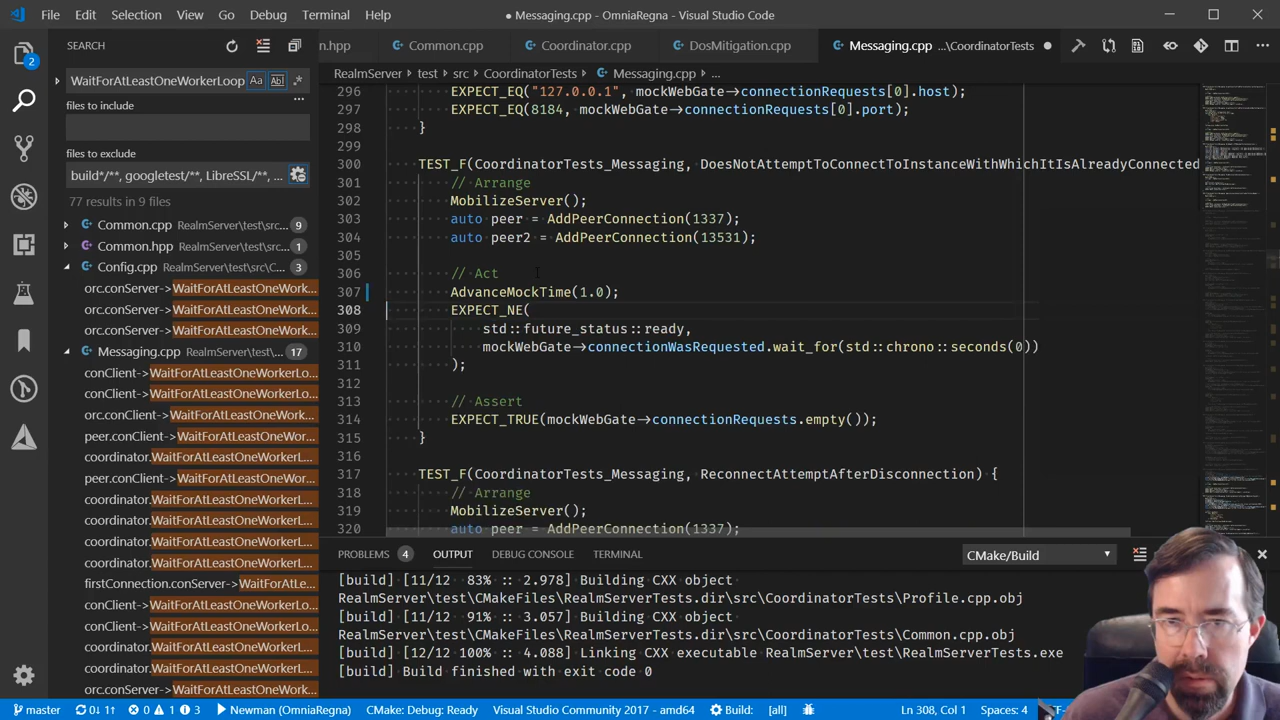 File Edit Selection View Go Debug Terminal Help
● Messaging.cpp - OmniaRegna - Visual Studio Code
SEARCH
n.hpp Common.cpp Coordinator.cpp DosMitigation.cpp Messaging.cpp ...\CoordinatorTests ●
2
WaitForAtLeastOneWorkerLoop Aa
files to include
files to exclude
build*/**, googletest/**, LibreSSL/**, ...
77 results in 9 files
Common.cpp RealmServer\test\src... 9
Common.hpp RealmServer\test\src... 1
Config.cpp RealmServer\test\src\C... 3
orc.conServer->WaitForAtLeastOneWork...
orc.conServer->WaitForAtLeastOneWork...
orc.conServer->WaitForAtLeastOneWork...
Messaging.cpp RealmServer\test\... 17
conClient->WaitForAtLeastOneWorkerLo...
conClient->WaitForAtLeastOneWorkerLo...
orc.conClient->WaitForAtLeastOneWorke...
peer.conClient->WaitForAtLeastOneWor...
coordinator.WaitForAtLeastOneWorkerL...
peer.conClient->WaitForAtLeastOneWor...
coordinator.WaitForAtLeastOneWorkerL...
coordinator.WaitForAtLeastOneWorkerL...
coordinator.WaitForAtLeastOneWorkerL...
coordinator.WaitForAtLeastOneWorkerL...
firstConnection.conServer->WaitForAtLe...
conClient->WaitForAtLeastOneWorkerLo...
conClient->WaitForAtLeastOneWorkerLo...
coordinator.WaitForAtLeastOneWorkerL...
coordinator.WaitForAtLeastOneWorkerL...
orc.conServer->WaitForAtLeastOneWork...
RealmServer › test › src › CoordinatorTests › Messaging.cpp › ...
296 EXPECT_EQ("127.0.0.1", mockWebGate->connectionRequests[0].host);
297 EXPECT_EQ(8184, mockWebGate->connectionRequests[0].port);
298 }
299
300 TEST_F(CoordinatorTests_Messaging, DoesNotAttemptToConnectToInstanceWithWhichItIsAlreadyConnected
301 // Arrange
302 MobilizeServer();
303 auto peer = AddPeerConnection(1337);
304 auto peer2 = AddPeerConnection(13531);
305
306 // Act
307 AdvanceMockTime(1.0);
308 EXPECT_NE(
309 std::future_status::ready,
310 mockWebGate->connectionWasRequested.wait_for(std::chrono::seconds(0))
311 );
312
313 // Assert
314 EXPECT_TRUE(mockWebGate->connectionRequests.empty());
315 }
316
317 TEST_F(CoordinatorTests_Messaging, ReconnectAttemptAfterDisconnection) {
318 // Arrange
319 MobilizeServer();
320 auto peer = AddPeerConnection(1337);
PROBLEMS 4 OUTPUT DEBUG CONSOLE TERMINAL CMake/Build
[build] [11/12 83% :: 2.978] Building CXX object
RealmServer\test\CMakeFiles\RealmServerTests.dir\src\CoordinatorTests\Profile.cpp.obj
[build] [11/12 91% :: 3.057] Building CXX object
RealmServer\test\CMakeFiles\RealmServerTests.dir\src\CoordinatorTests\Common.cpp.obj
[build] [12/12 100% :: 4.088] Linking CXX executable RealmServer\test\RealmServerTests.exe
[build] Build finished with exit code 0
master 0↓ 1↑ 0 1 3 Newman (OmniaRegna) CMake: Debug: Ready Visual Studio Community 2017 - amd64 Build: [all] Ln 308, Col 1 Spaces: 4